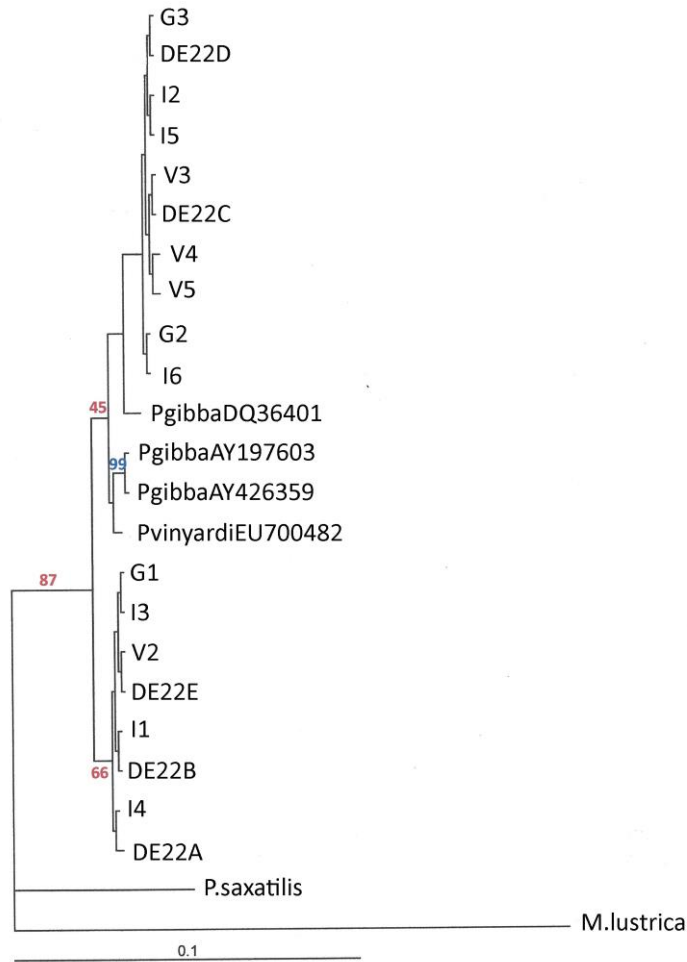 G3
DE22D
I2
I5
V3
DE22C
V4
V5
G2
I6
45
PgibbaDQ36401
PgibbaAY197603
99
PgibbaAY426359
PvinyardiEU700482
G1
87
I3
V2
DE22E
I1
DE22B
66
I4
DE22A
P.saxatilis
M.lustrica
0.1